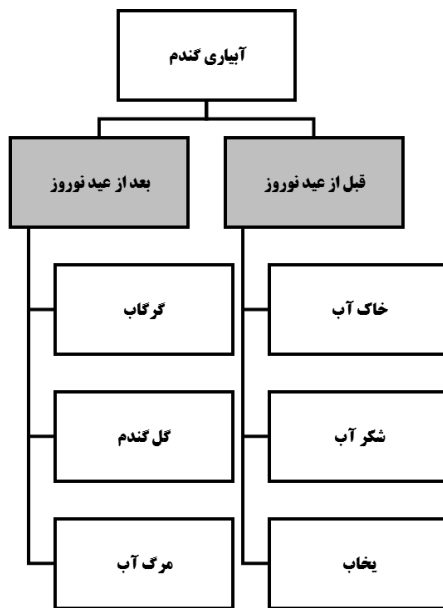 آبیاری گندم
قبل از عید نوروز
بعد از عید نوروز
خاک آب
گرگاب
شکر آب
گل گندم
یخاب
مرگ آب